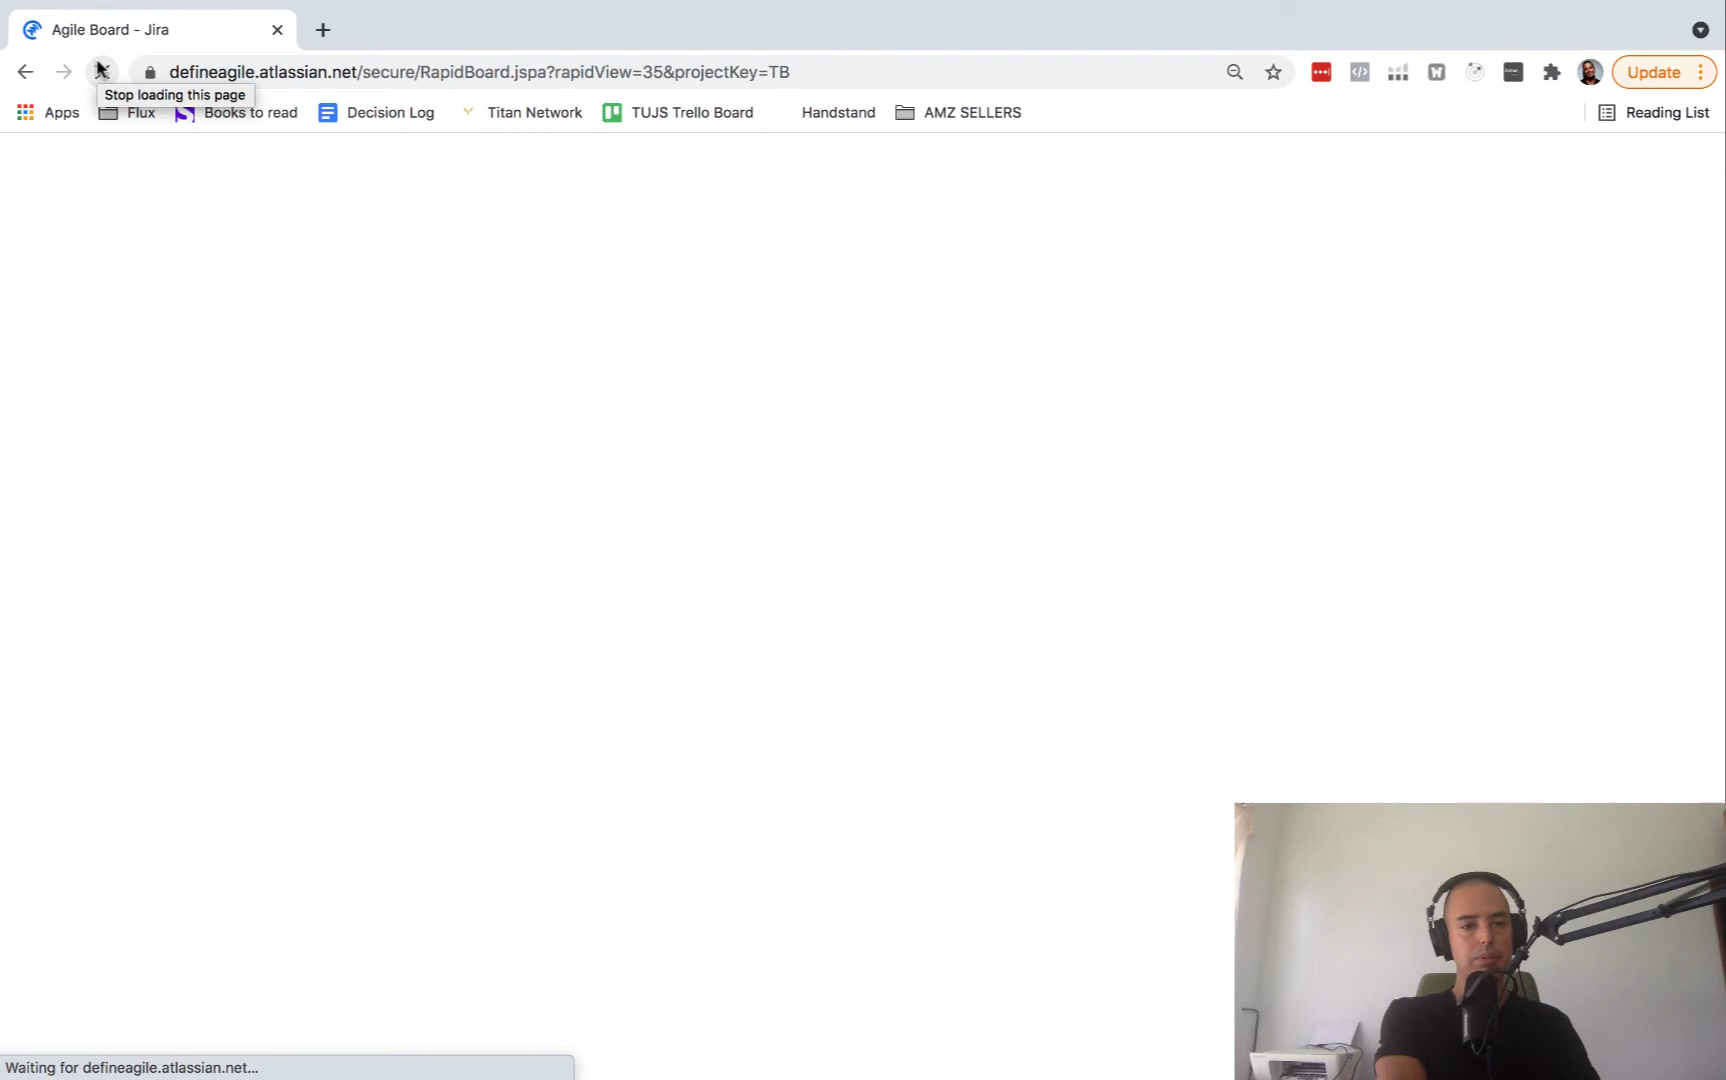 Agile Board - Jira
defineagile.atlassian.net/secure/RapidBoard.jspa?rapidView=35&projectKey=TB
Update
Stop loading this page
Apps
Flux
Books to read
Decision Log
Titan Network
TUJS Trello Board
Handstand
AMZ SELLERS
Reading List
Waiting for defineagile.atlassian.net...